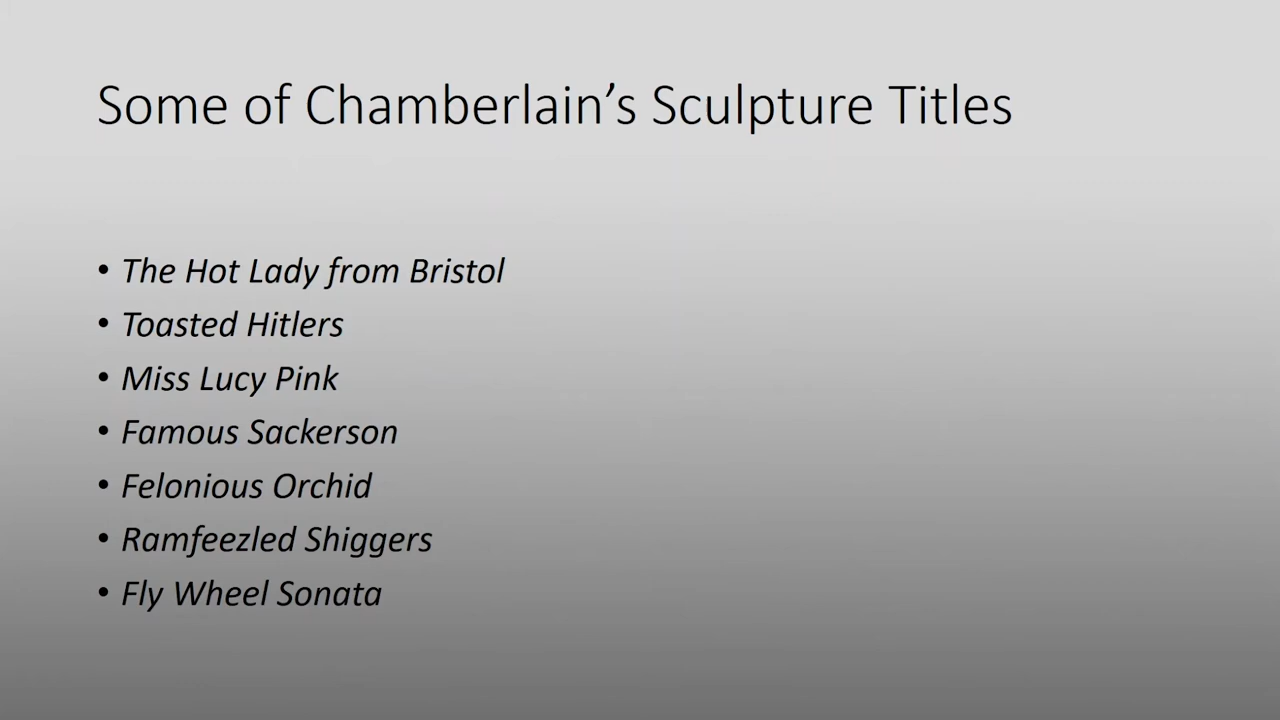 Some of Chamberlain’s Sculpture Titles
• The Hot Lady from Bristol
• Toasted Hitlers
• Miss Lucy Pink
• Famous Sackerson
• Felonious Orchid
• Ramfeezled Shiggers
• Fly Wheel Sonata